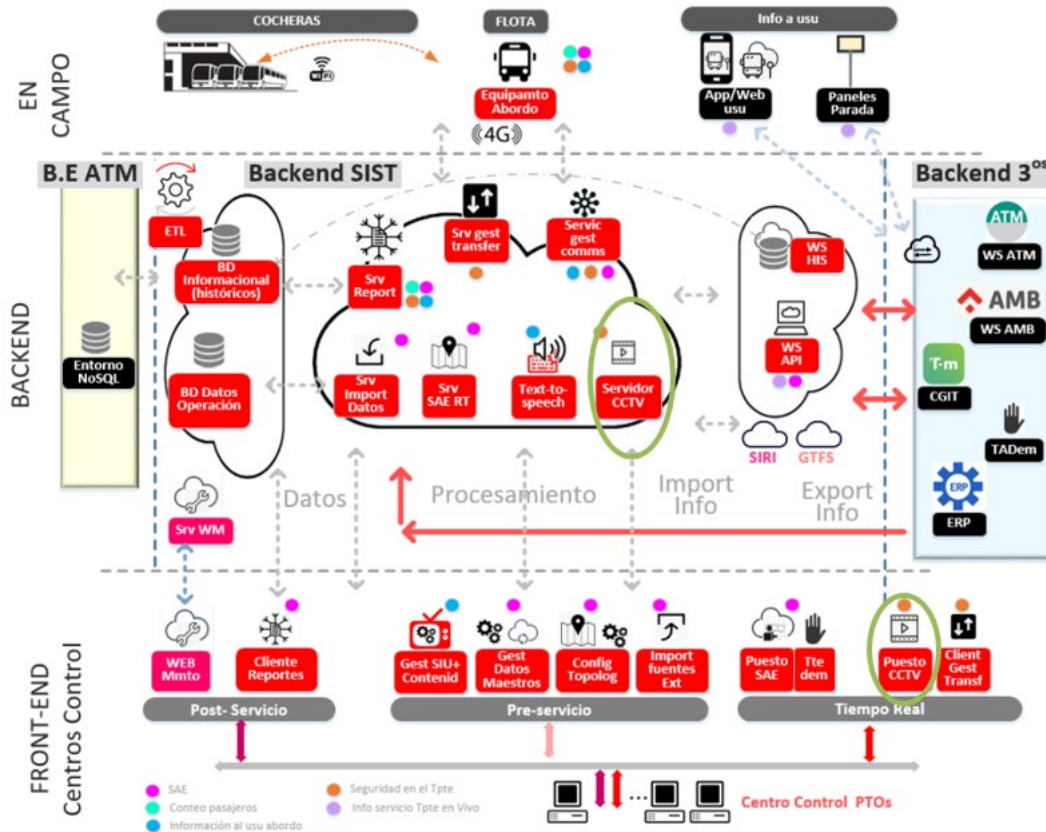 COCHERAS
FLOTA
Info a usu
EN
CAMPO
WiFi
Equipamto
Abordo
4G
App/Web
usu
Paneles
Parada
B.E ATM
Backend SIST
Backend 3os
BACKEND
ETL
BD
Informacional
(históricos)
Srv
Report
Srv gest
transfer
Servic
gest
comms
WS
HIS
ATM
WS ATM
AMB
WS AMB
Entorno
NoSQL
BD Datos
Operación
Srv
Import
Datos
Srv
SAE RT
Text-to-
speech
Servidor
CCTV
WS
API
T-m
CGIT
SIRI
GTFS
TADem
ERP
ERP
Srv WM
Datos
Procesamiento
Import
Info
Export
Info
FRONT-END
Centros Control
WEB
Mmto
Cliente
Reportes
Gest SIU+
Contenid
Gest
Datos
Maestros
Config
Topolog
Import
fuentes
Ext
Puesto
SAE
Tte
dem
Puesto
CCTV
Client
Gest
Transf
Post- Servicio
Pre-servicio
Tiempo Real
SAE
Conteo pasajeros
Información al usu abordo
Seguridad en el Tpte
Info servicio Tpte en Vivo
...
Centro Control PTOs